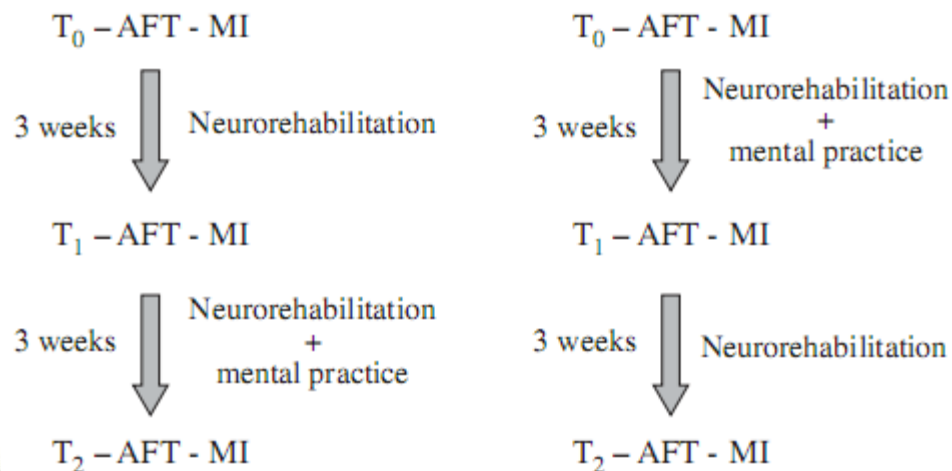 T₀ – AFT - MI
3 weeks
Neurorehabilitation
T₁ – AFT - MI
3 weeks
Neurorehabilitation
+
mental practice
T₂ – AFT - MI
T₀ – AFT - MI
3 weeks
Neurorehabilitation
+
mental practice
T₁ – AFT - MI
3 weeks
Neurorehabilitation
T₂ – AFT - MI